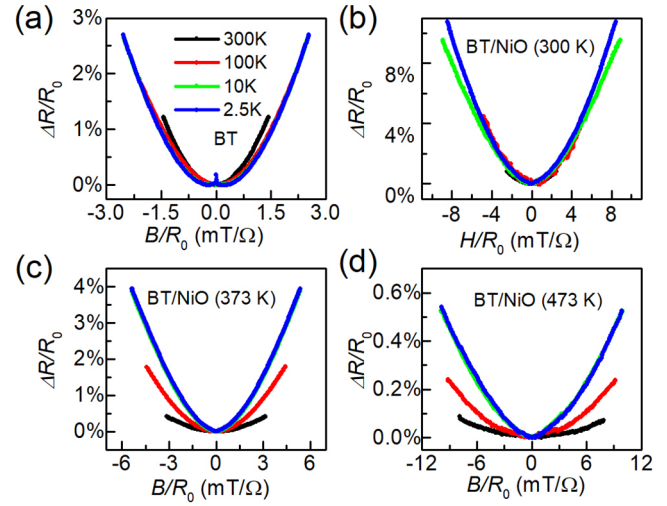 (a)
3%
2%
1%
0%
ΔR/R0
300K
100K
10K
2.5K
BT
-3.0 -1.5 0.0 1.5 3.0
B/R0 (mT/Ω)
(b)
8%
4%
0%
ΔR/R0
BT/NiO (300 K)
-8 -4 0 4 8
H/R0 (mT/Ω)
(c)
4%
3%
2%
1%
0%
ΔR/R0
BT/NiO (373 K)
-6 -3 0 3 6
B/R0 (mT/Ω)
(d)
0.6%
0.4%
0.2%
0.0%
ΔR/R0
BT/NiO (473 K)
-12 -6 0 6 12
B/R0 (mT/Ω)